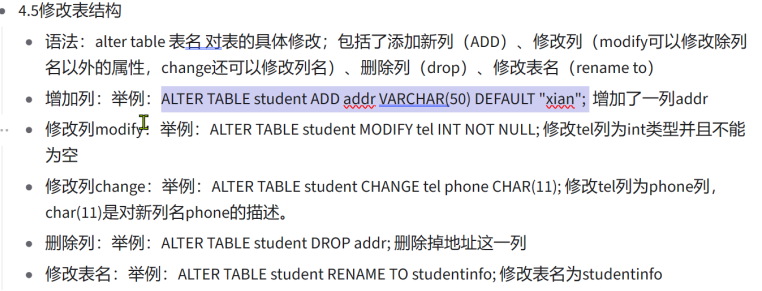 4.5修改表结构
语法：alter table 表名 对表的具体修改；包括了添加新列（ADD）、修改列（modify可以修改除列
名以外的属性，change还可以修改列名）、删除列（drop）、修改表名（rename to）
增加列：举例：ALTER TABLE student ADD addr VARCHAR(50) DEFAULT "xian"; 增加了一列addr
修改列modify：举例：ALTER TABLE student MODIFY tel INT NOT NULL; 修改tel列为int类型并且不能
为空
修改列change：举例：ALTER TABLE student CHANGE tel phone CHAR(11); 修改tel列为phone列，
char(11)是对新列名phone的描述。
删除列：举例：ALTER TABLE student DROP addr; 删除掉地址这一列
修改表名：举例：ALTER TABLE student RENAME TO studentinfo; 修改表名为studentinfo